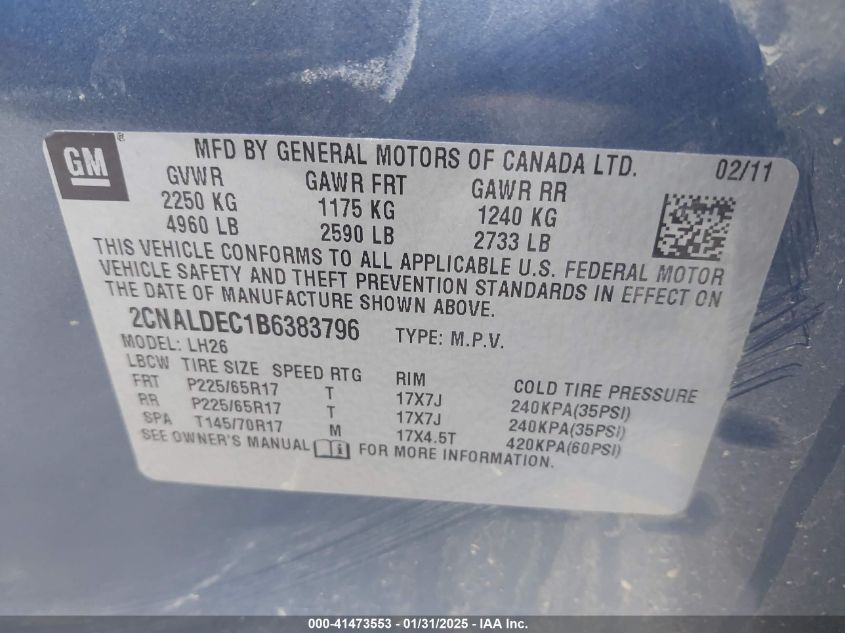 GM ®
MFD BY GENERAL MOTORS OF CANADA LTD. 02/11
GVWR GAWR FRT GAWR RR
2250 KG 1175 KG 1240 KG
4960 LB 2590 LB 2733 LB
THIS VEHICLE CONFORMS TO ALL APPLICABLE U.S. FEDERAL MOTOR
VEHICLE SAFETY AND THEFT PREVENTION STANDARDS IN EFFECT ON
THE DATE OF MANUFACTURE SHOWN ABOVE.
2CNALDEC1B6383796 TYPE: M.P.V.
MODEL: LH26
LBCW TIRE SIZE SPEED RTG RIM COLD TIRE PRESSURE
FRT P225/65R17 T 17X7J 240KPA(35PSI)
RR P225/65R17 T 17X7J 240KPA(35PSI)
SPA T145/70R17 M 17X4.5T 420KPA(60PSI)
SEE OWNER'S MANUAL i FOR MORE INFORMATION.
000-41473553 - 01/31/2025 - IAA Inc.